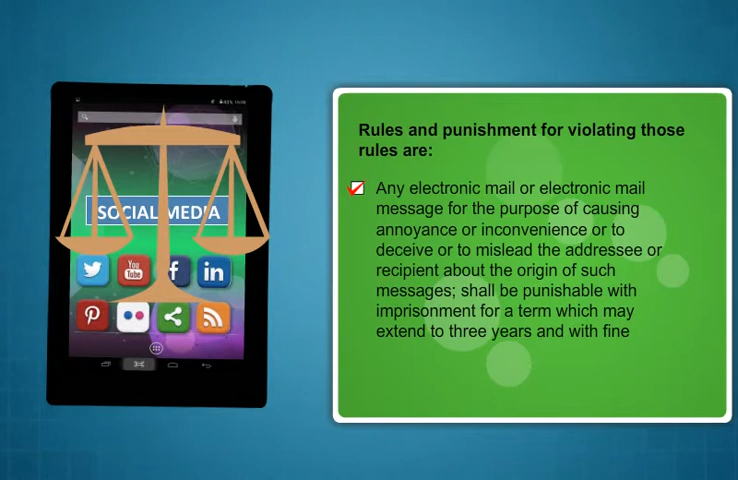 SOCIAL MEDIA
You
Tube
f
in
Rules and punishment for violating those
rules are:
Any electronic mail or electronic mail
message for the purpose of causing
annoyance or inconvenience or to
deceive or to mislead the addressee or
recipient about the origin of such
messages; shall be punishable with
imprisonment for a term which may
extend to three years and with fine